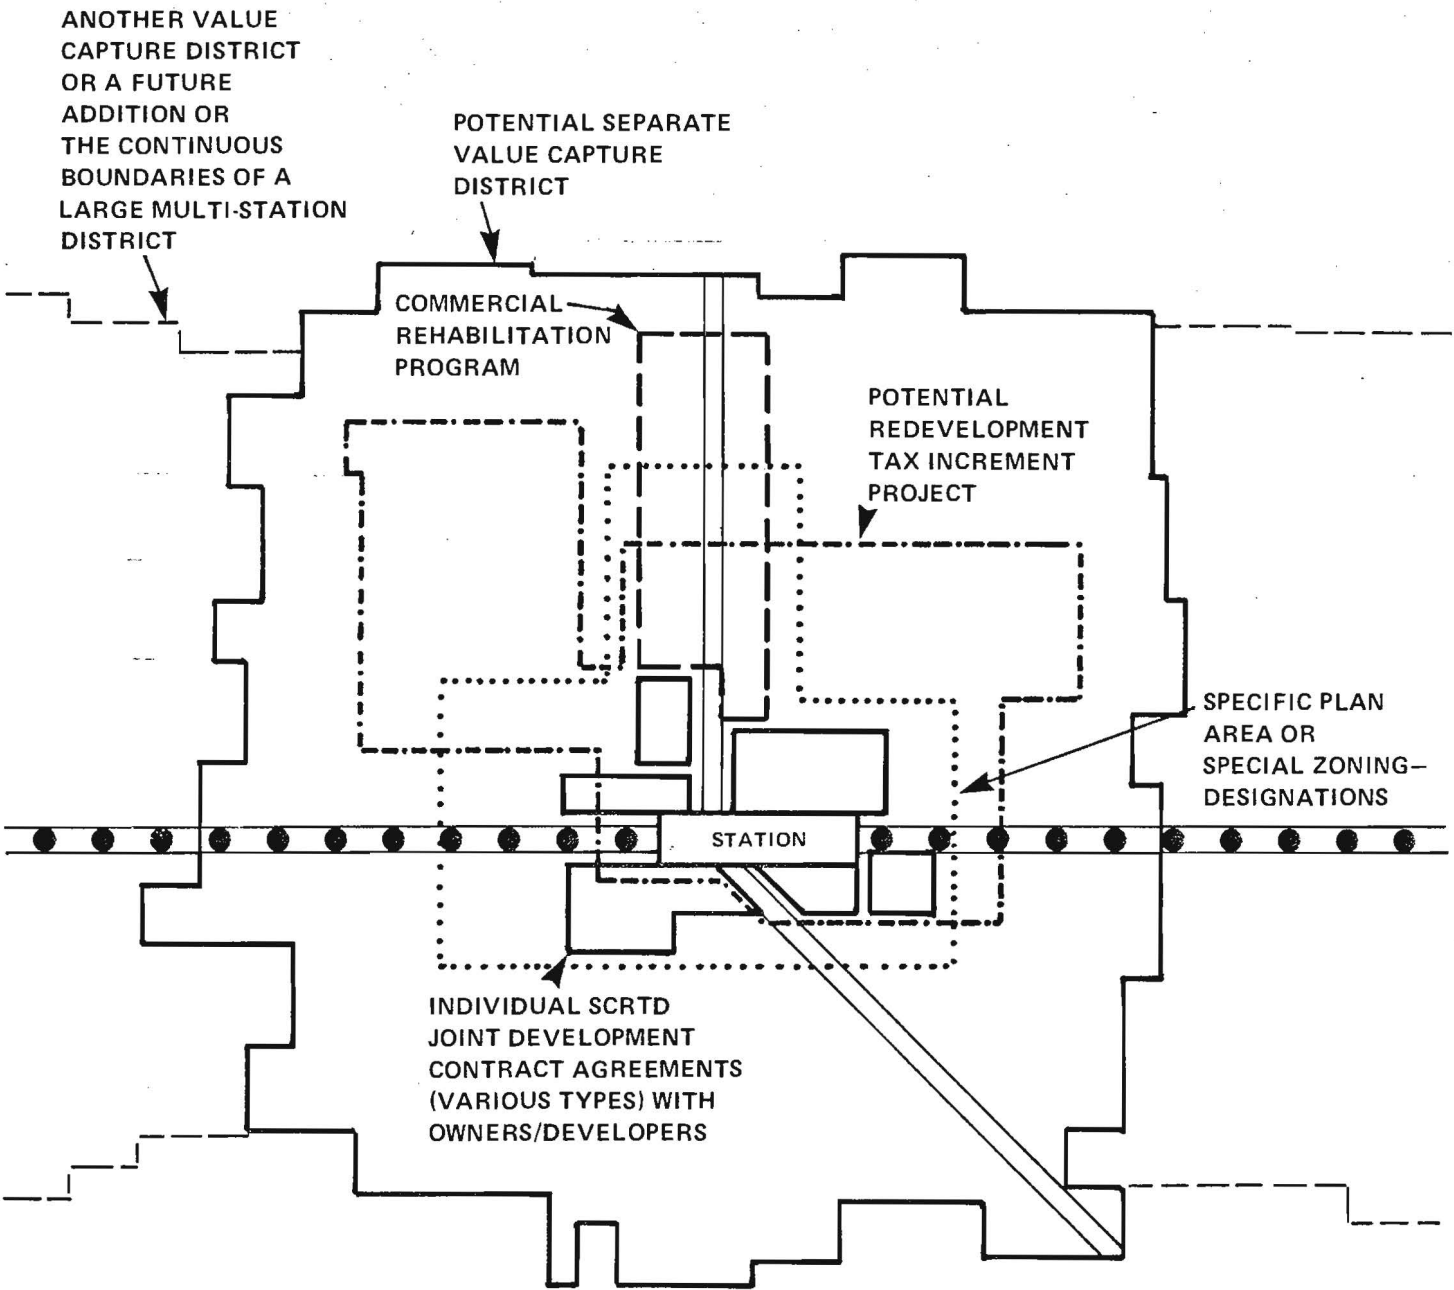 ANOTHER VALUE
CAPTURE DISTRICT
OR A FUTURE
ADDITION OR
THE CONTINUOUS
BOUNDARIES OF A
LARGE MULTI-STATION
DISTRICT
POTENTIAL SEPARATE
VALUE CAPTURE
DISTRICT
COMMERCIAL
REHABILITATION
PROGRAM
POTENTIAL
REDEVELOPMENT
TAX INCREMENT
PROJECT
SPECIFIC PLAN
AREA OR
SPECIAL ZONING—
DESIGNATIONS
STATION
INDIVIDUAL SCRTD
JOINT DEVELOPMENT
CONTRACT AGREEMENTS
(VARIOUS TYPES) WITH
OWNERS/DEVELOPERS